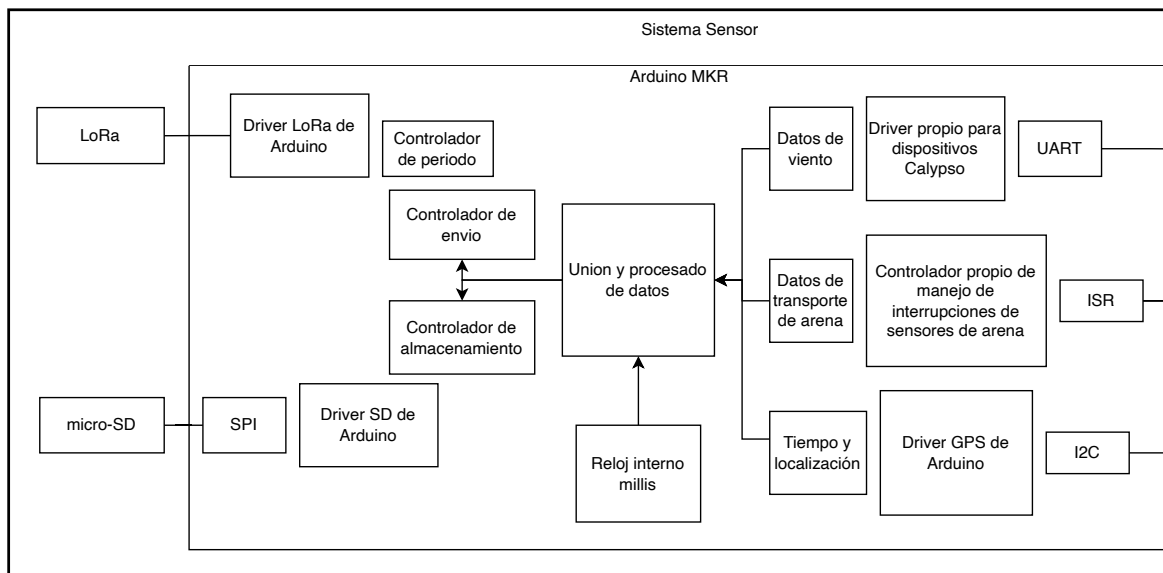 Sistema Sensor
Arduino MKR
LoRa
Driver LoRa de
Arduino
Controlador
de periodo
Datos de
viento
Driver propio para
dispositivos
Calypso
UART
Controlador de
envio
Union y procesado
de datos
Datos de
transporte
de arena
Controlador propio de
manejo de
interrupciones de
sensores de arena
ISR
Controlador de
almacenamiento
micro-SD
SPI
Driver SD de
Arduino
Reloj interno
millis
Tiempo y
localización
Driver GPS de
Arduino
I2C